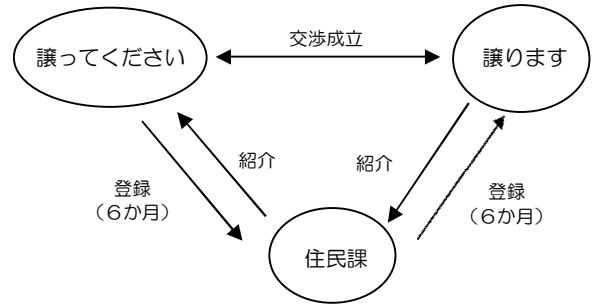 交渉成立
譲ってください
譲ります
紹介
紹介
登録
（６か月）
登録
（６か月）
住民課